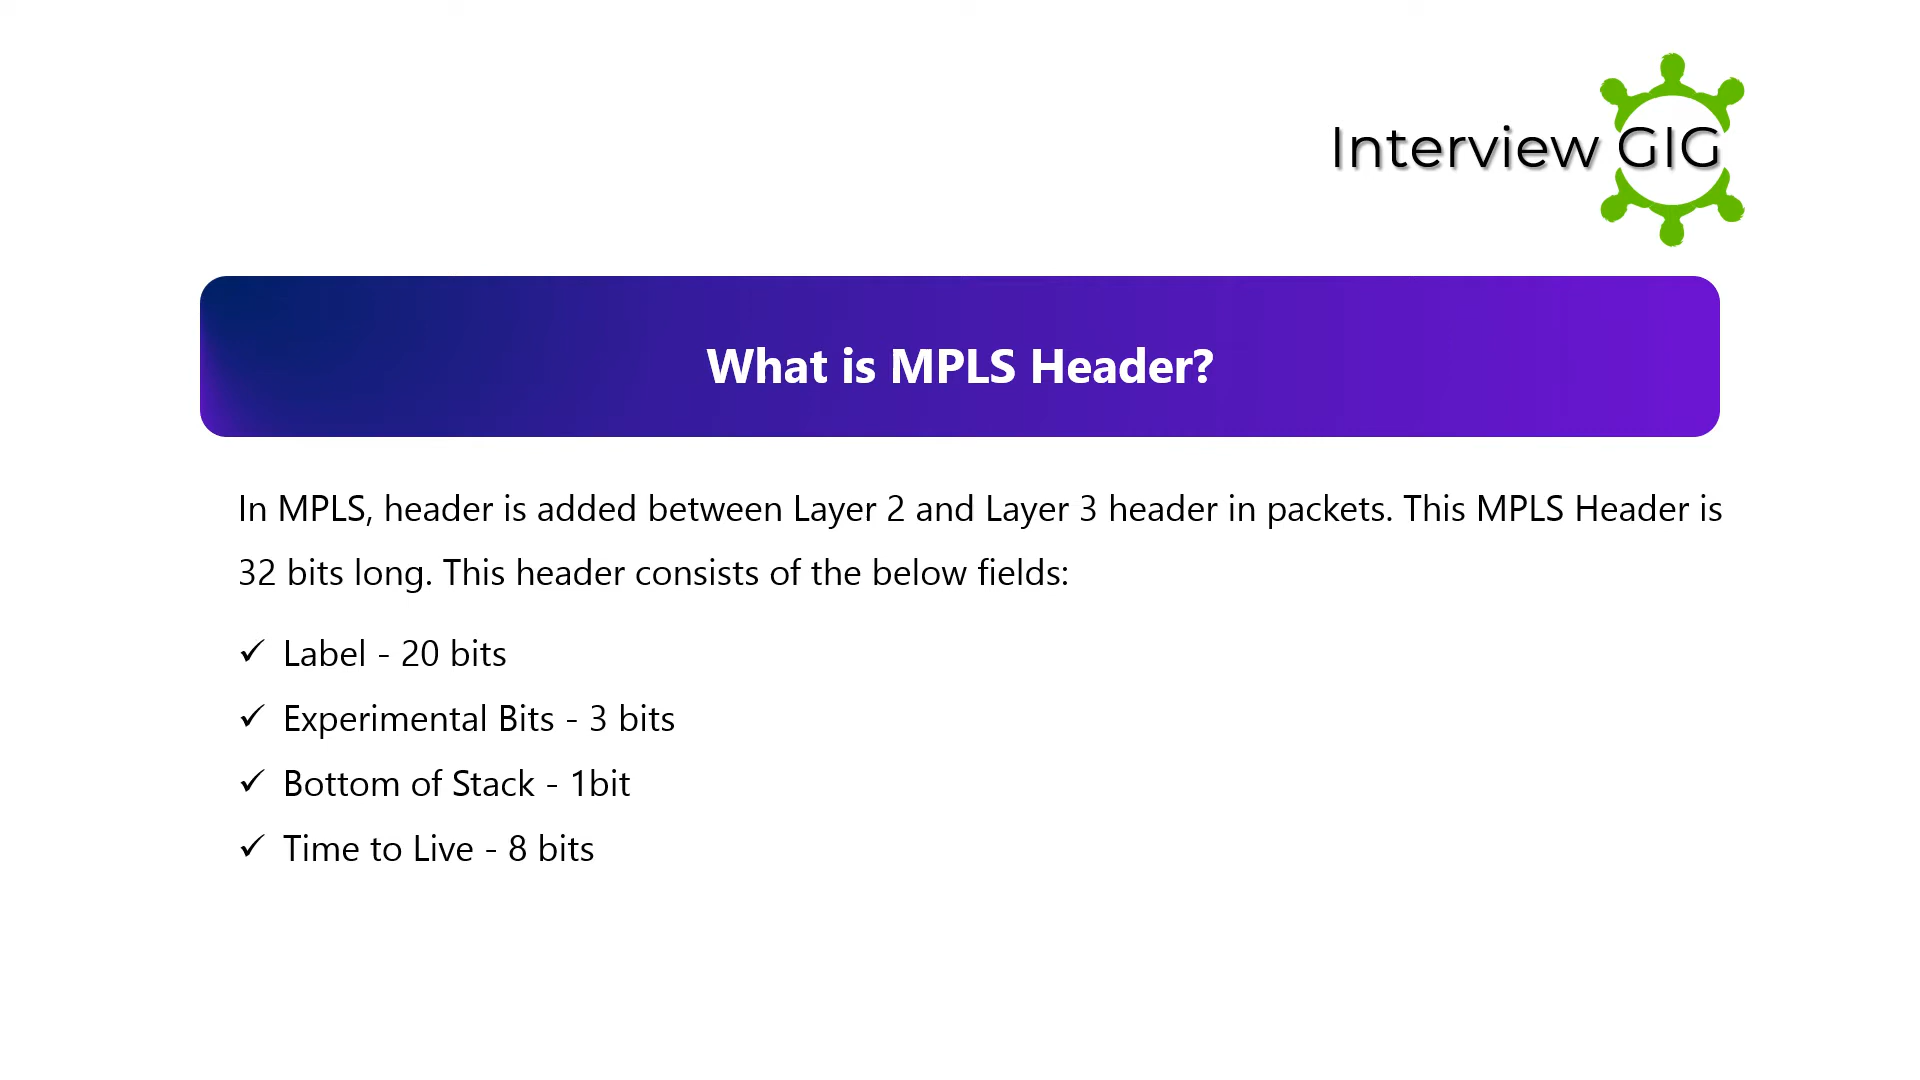 Interview GIG
What is MPLS Header?
In MPLS, header is added between Layer 2 and Layer 3 header in packets. This MPLS Header is
32 bits long. This header consists of the below fields:
✓ Label - 20 bits
✓ Experimental Bits - 3 bits
✓ Bottom of Stack - 1bit
✓ Time to Live - 8 bits